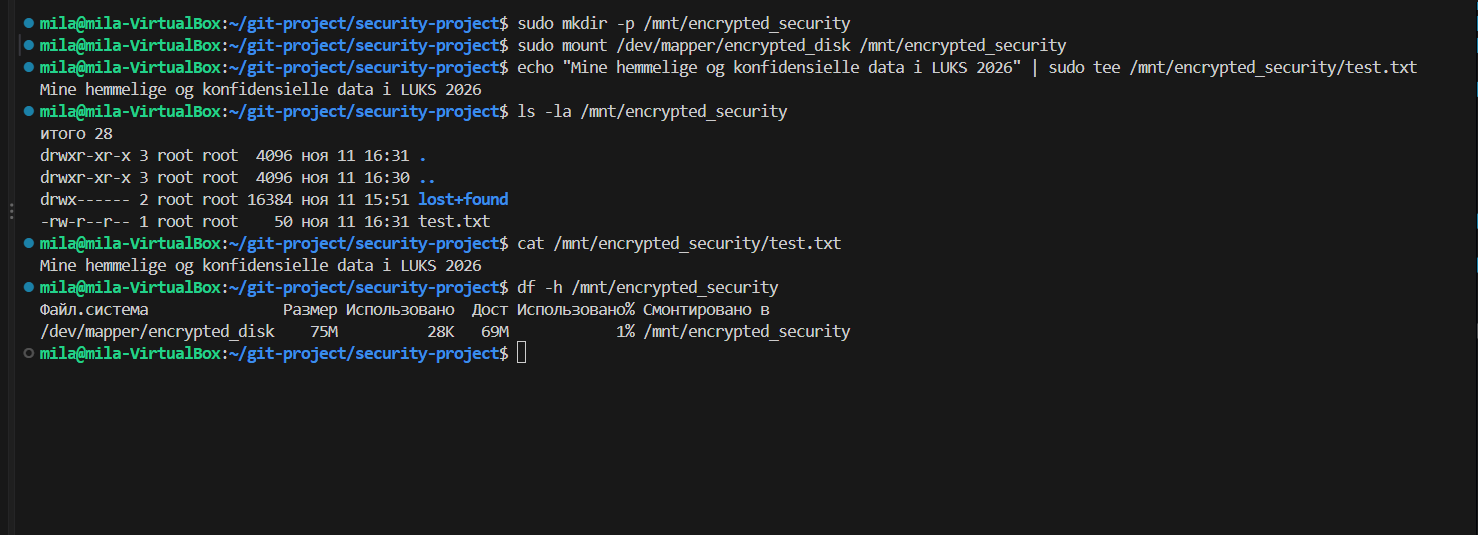 mila@mila-VirtualBox:~/git-project/security-project$ sudo mkdir -p /mnt/encrypted_security
mila@mila-VirtualBox:~/git-project/security-project$ sudo mount /dev/mapper/encrypted_disk /mnt/encrypted_security
mila@mila-VirtualBox:~/git-project/security-project$ echo "Mine hemmelige og konfidensielle data i LUKS 2026" | sudo tee /mnt/encrypted_security/test.txt
Mine hemmelige og konfidensielle data i LUKS 2026
mila@mila-VirtualBox:~/git-project/security-project$ ls -la /mnt/encrypted_security
итого 28
drwxr-xr-x 3 root root  4096 ноя 11 16:31 .
drwxr-xr-x 3 root root  4096 ноя 11 16:30 ..
drwx------ 2 root root 16384 ноя 11 15:51 lost+found
-rw-r--r-- 1 root root    50 ноя 11 16:31 test.txt
mila@mila-VirtualBox:~/git-project/security-project$ cat /mnt/encrypted_security/test.txt
Mine hemmelige og konfidensielle data i LUKS 2026
mila@mila-VirtualBox:~/git-project/security-project$ df -h /mnt/encrypted_security
Файл.система               Размер Использовано  Дост Использовано% Смонтировано в
/dev/mapper/encrypted_disk    75M          28K   69M            1% /mnt/encrypted_security
mila@mila-VirtualBox:~/git-project/security-project$